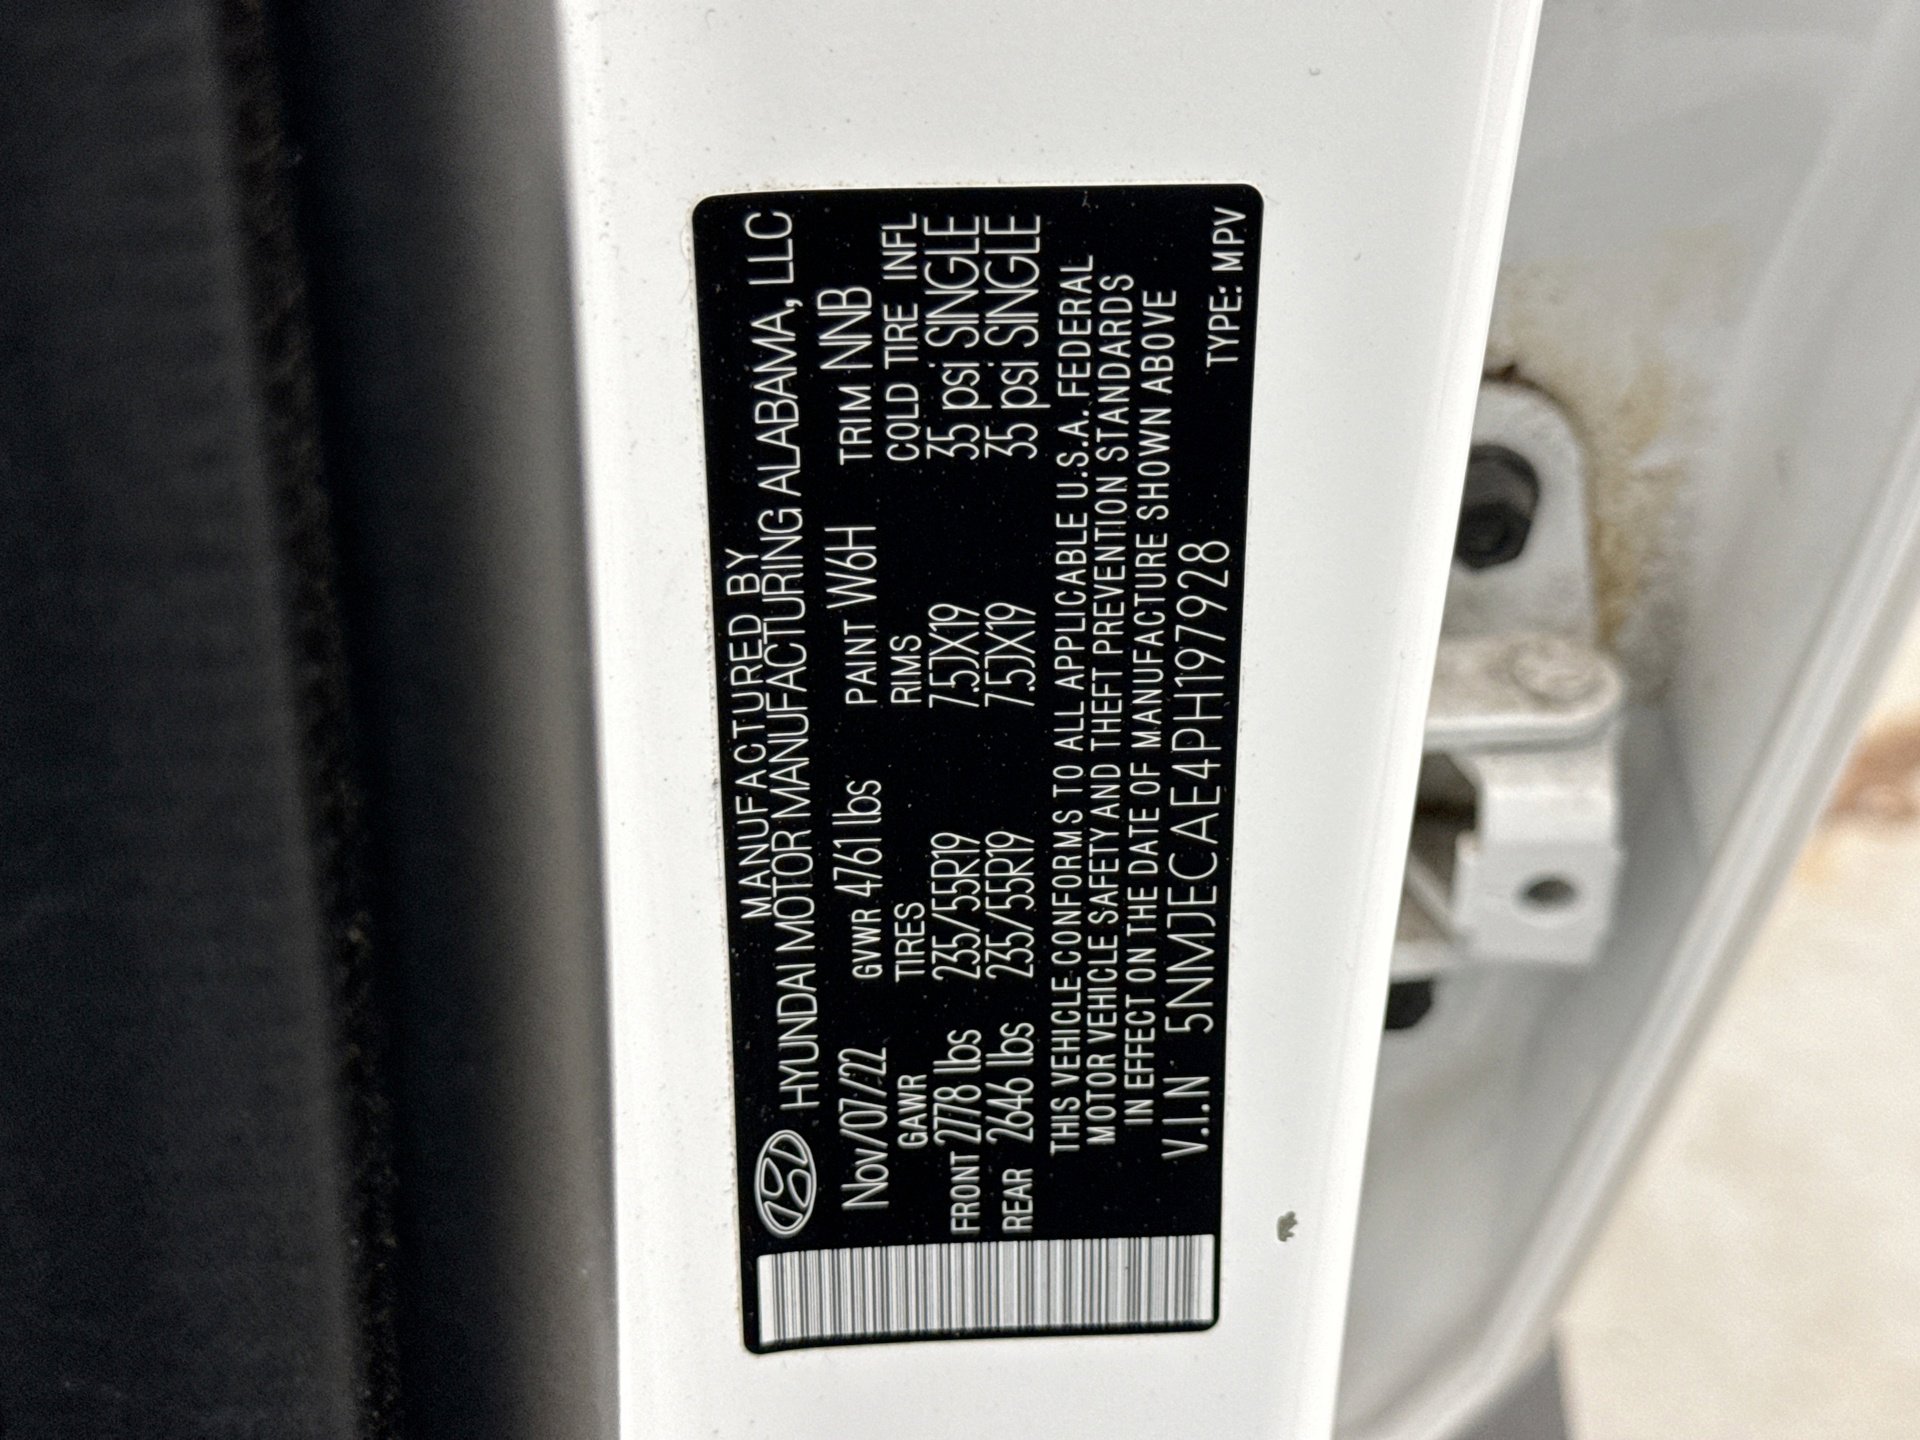 MANUFACTURED BY
HYUNDAI MOTOR MANUFACTURING ALABAMA, LLC
Nov/07/22 GVWR 4761 lbs PAINT W6H TRIM NNB
GAWR TIRES RIMS COLD TIRE INFL
FRONT 2778 lbs 235/55R19 7.5JX19 35 psi SINGLE
REAR 2646 lbs 235/55R19 7.5JX19 35 psi SINGLE
THIS VEHICLE CONFORMS TO ALL APPLICABLE U.S.A. FEDERAL
MOTOR VEHICLE SAFETY AND THEFT PREVENTION STANDARDS
IN EFFECT ON THE DATE OF MANUFACTURE SHOWN ABOVE
V.I.N 5NMJECAE4PH197928 TYPE: MPV